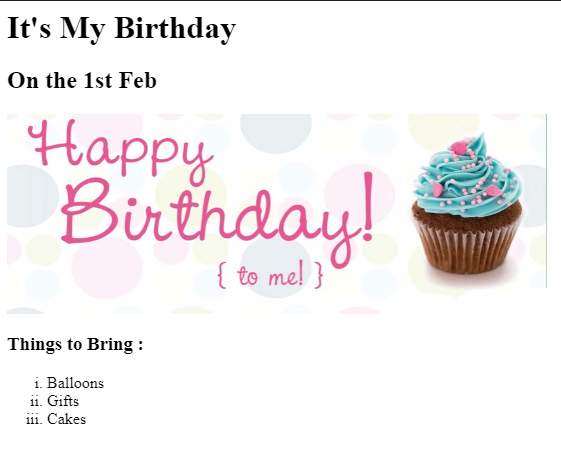 It's My Birthday
On the 1st Feb
Happy
Birthday!
{ to me! }
Things to Bring :
i. Balloons
ii. Gifts
iii. Cakes